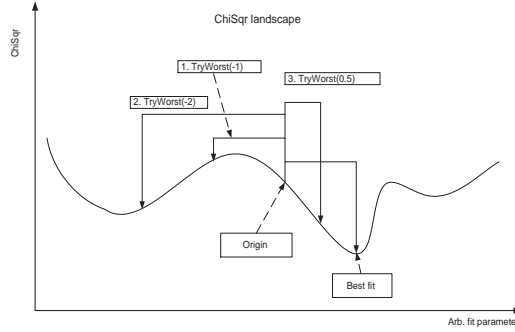 ChiSqr landscape
ChiSqr
1. TryWorst(-1)
3. TryWorst(0.5)
2. TryWorst(-2)
Origin
Best fit
Arb. fit paramete